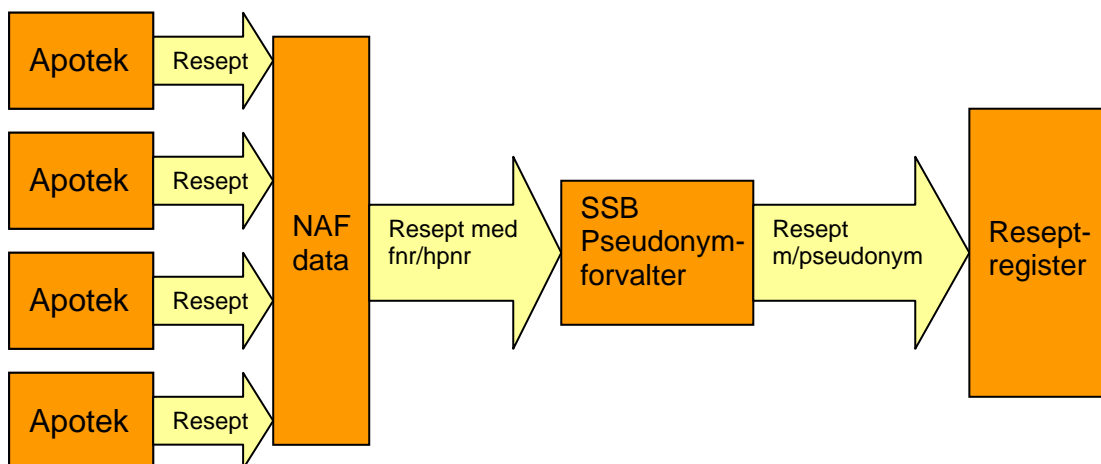 Apotek
Resept
Apotek
Resept
Apotek
Resept
Apotek
Resept
NAF
data
Resept med
fnr/hpnr
SSB
Pseudonym-
forvalter
Resept
m/pseudonym
Resept-
register